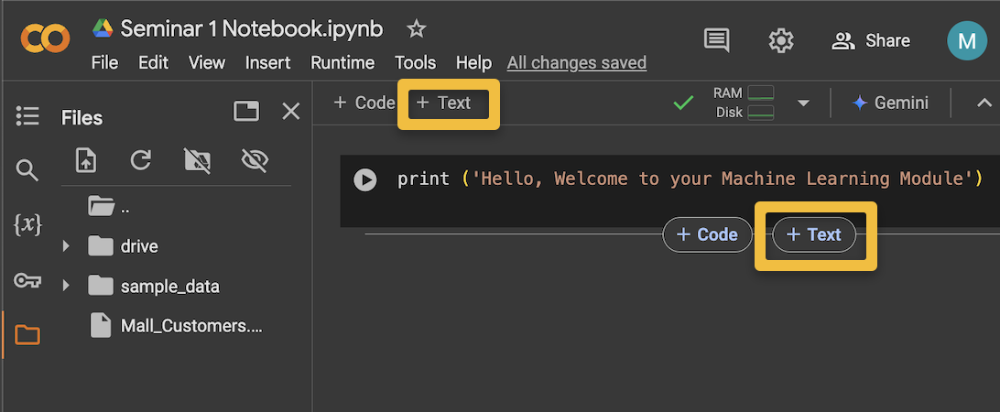 Seminar 1 Notebook.ipynb
File Edit View Insert Runtime Tools Help All changes saved
Share
M
Files
+ Code + Text
RAM
Disk
Gemini
{x}
..
drive
sample_data
Mall_Customers....
print ('Hello, Welcome to your Machine Learning Module')
+ Code + Text